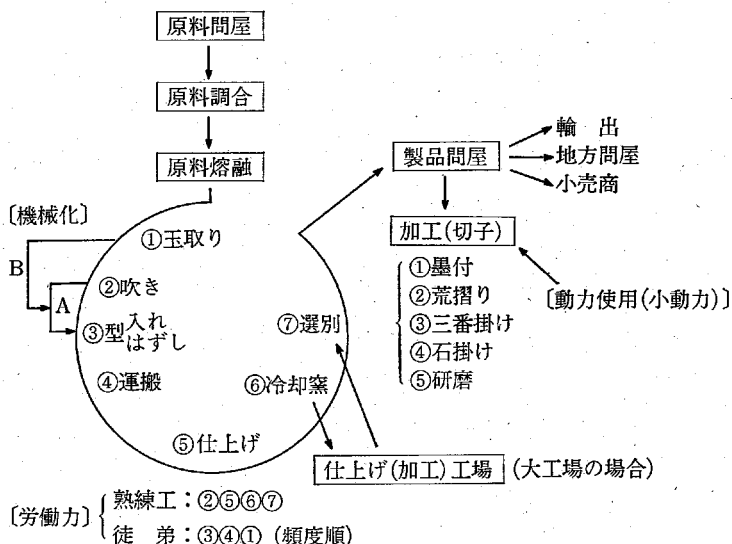 原料問屋
原料調合
原料熔融
製品問屋
輸 出
地方問屋
小売商
加工(切子)
①墨付
②荒摺り
③三番掛け
④石掛け
⑤研磨
〔動力使用(小動力)〕
〔機械化〕
B
A
①玉取り
②吹き
③型入れ
はずし
④運搬
⑤仕上げ
⑥冷却窯
⑦選別
仕上げ(加工)工場 (大工場の場合)
〔労働力〕
熟練工:②⑤⑥⑦
徒 弟:③④① (頻度順)